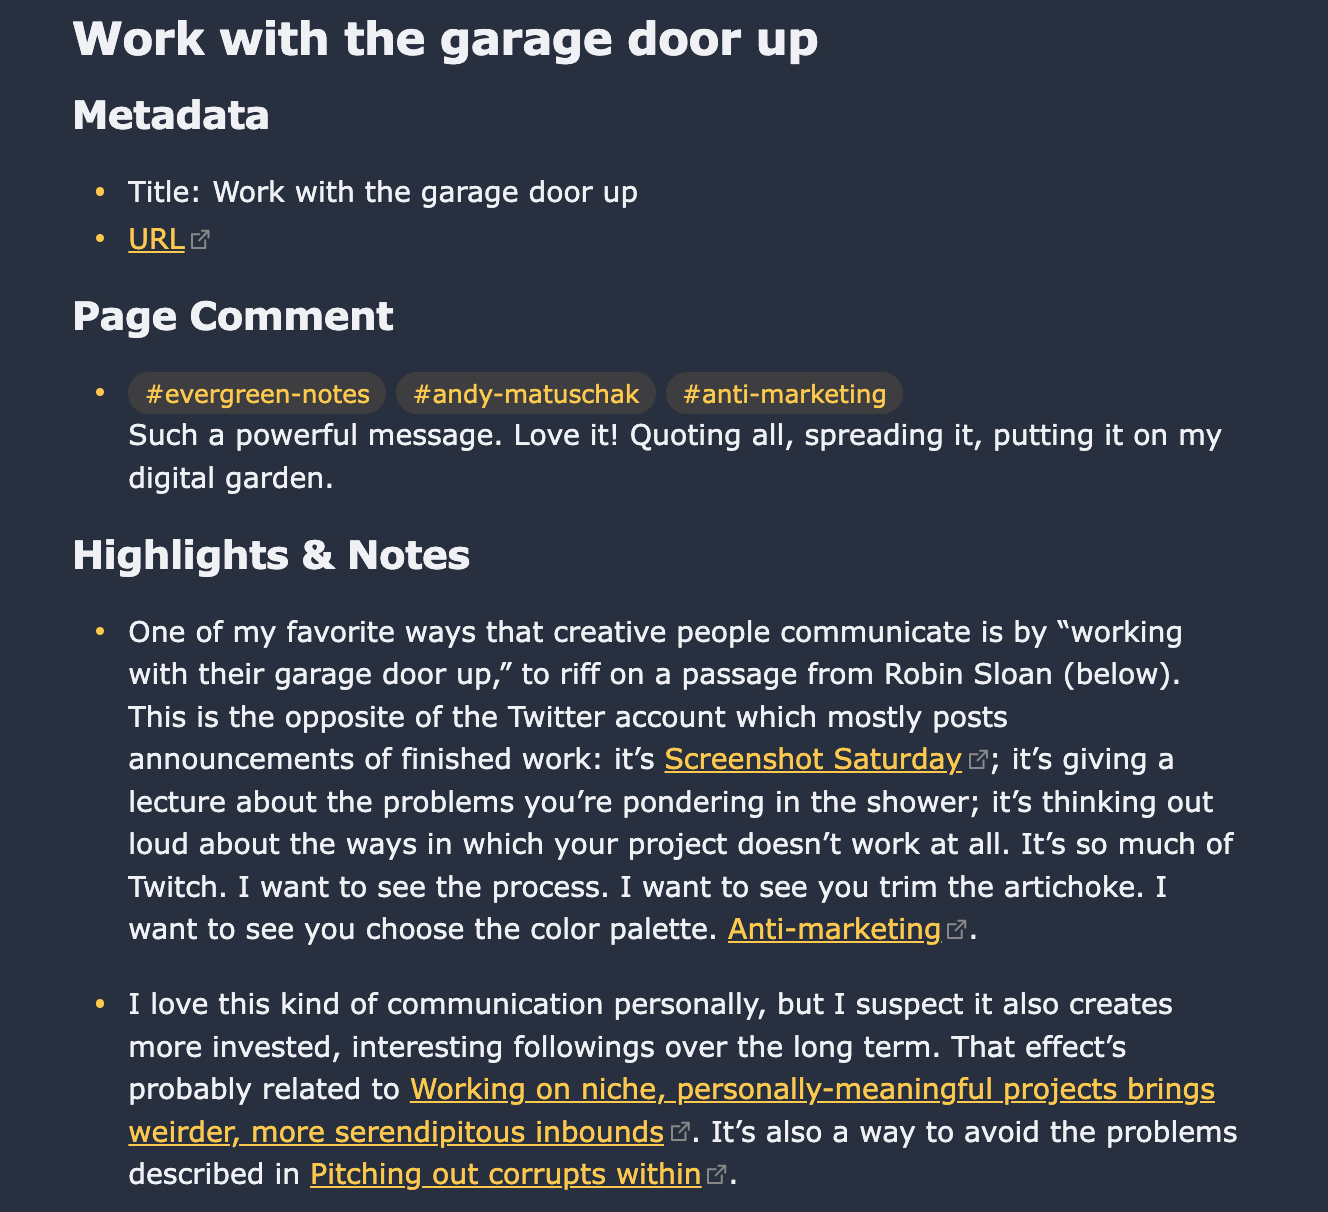 Work with the garage door up
Metadata
• Title: Work with the garage door up
• URL
Page Comment
• #evergreen-notes #andy-matuschak #anti-marketing
Such a powerful message. Love it! Quoting all, spreading it, putting it on my
digital garden.
Highlights & Notes
• One of my favorite ways that creative people communicate is by “working
with their garage door up,” to riff on a passage from Robin Sloan (below).
This is the opposite of the Twitter account which mostly posts
announcements of finished work: it’s Screenshot Saturday; it’s giving a
lecture about the problems you’re pondering in the shower; it’s thinking out
loud about the ways in which your project doesn’t work at all. It’s so much of
Twitch. I want to see the process. I want to see you trim the artichoke. I
want to see you choose the color palette. Anti-marketing.
• I love this kind of communication personally, but I suspect it also creates
more invested, interesting followings over the long term. That effect’s
probably related to Working on niche, personally-meaningful projects brings
weirder, more serendipitous inbounds. It’s also a way to avoid the problems
described in Pitching out corrupts within.